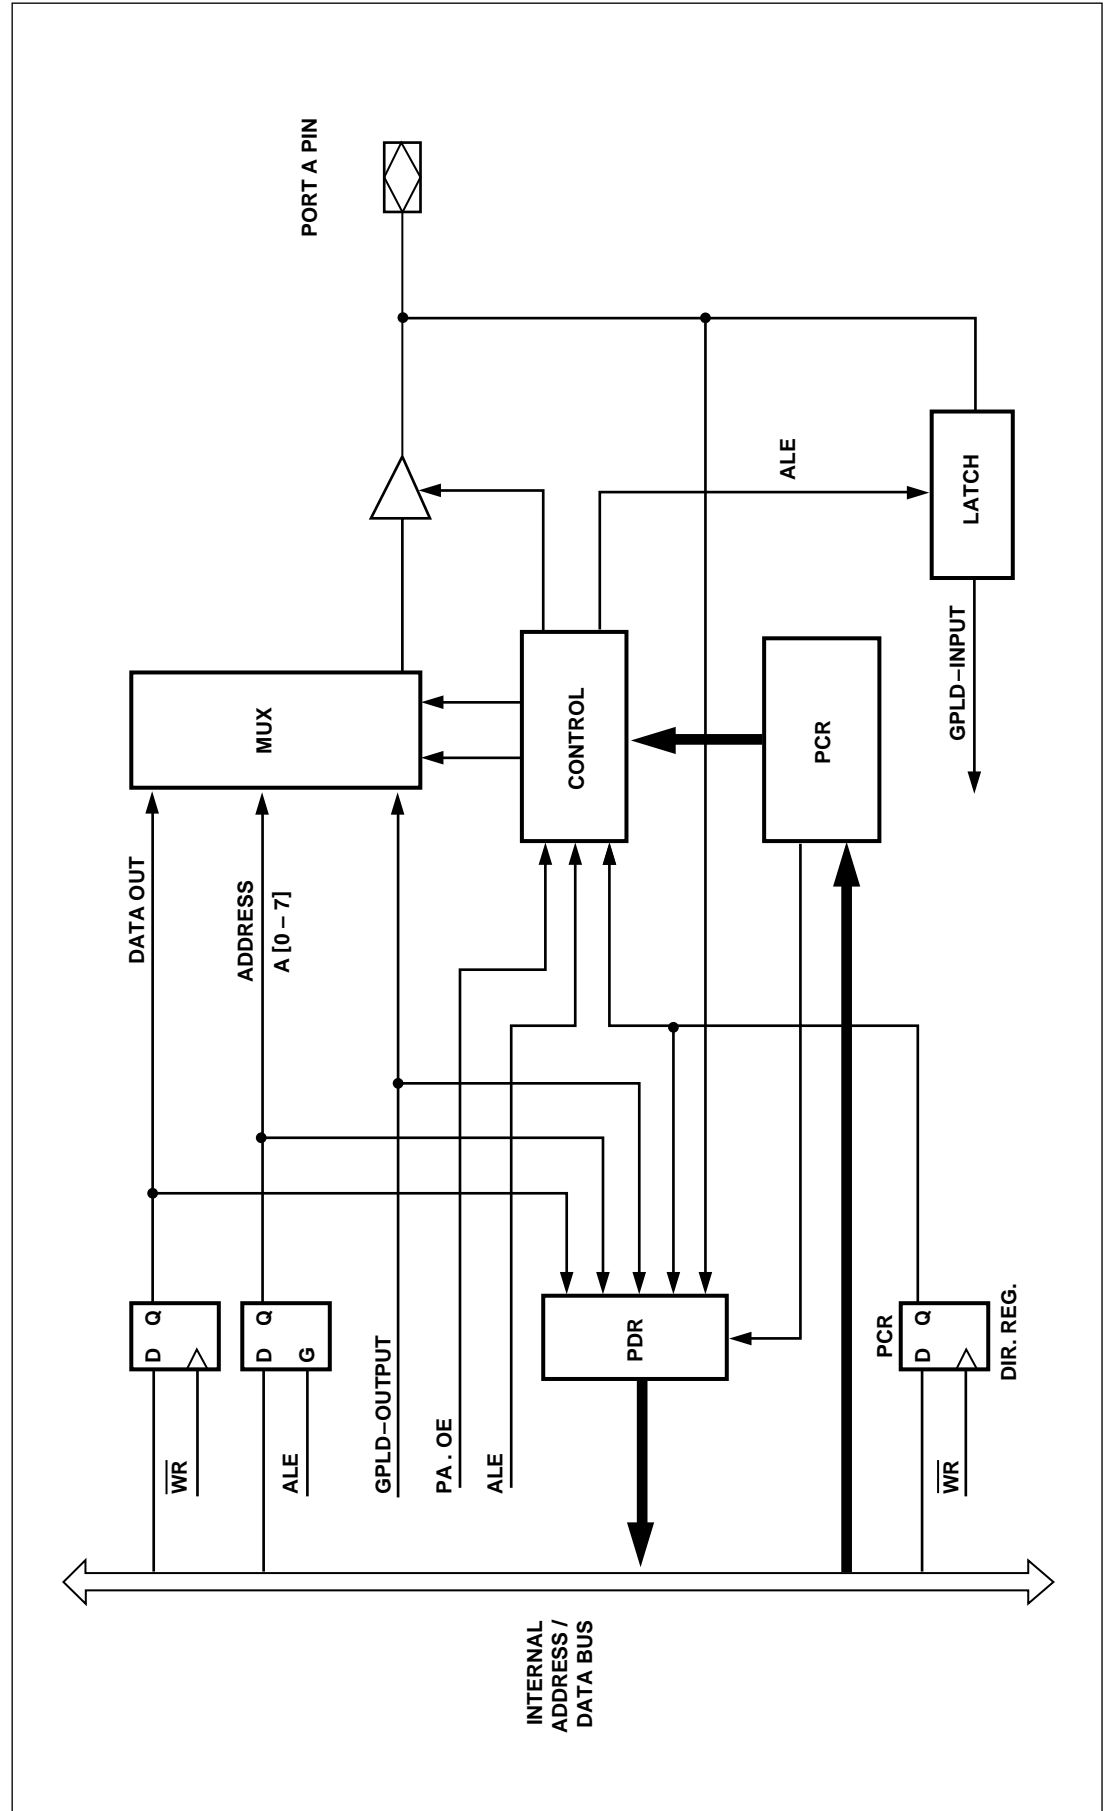 INTERNAL
ADDRESS /
DATA BUS
WR
D Q
DATA OUT
ALE
D Q
G
ADDRESS
A [0 – 7]
MUX
PORT A PIN
GPLD–OUTPUT
PA . OE
ALE
CONTROL
PDR
ALE
PCR
WR
PCR
D Q
DIR. REG.
GPLD–INPUT
LATCH